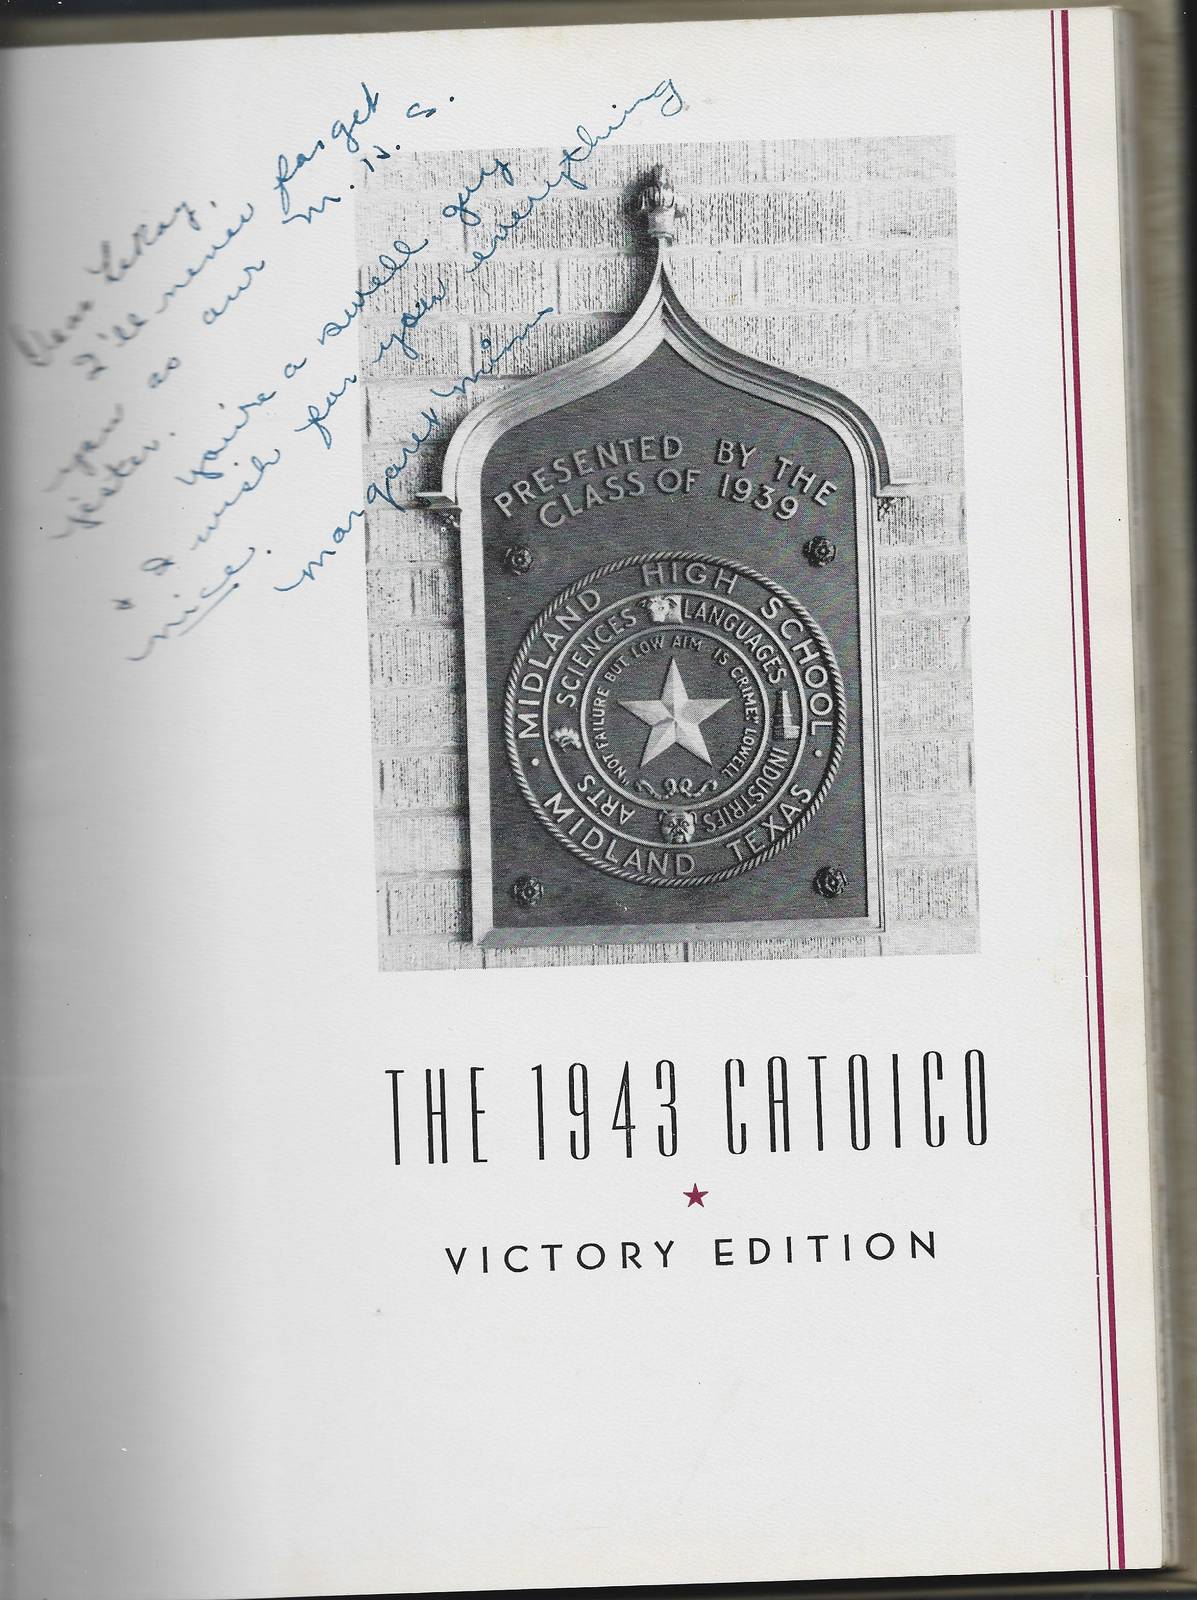 Dear LeRoy,
I'll never forget
you as our M.H.S.
jester.
You're a swell guy
& I wish for you everything
nice.
Margaret Mims
PRESENTED BY THE
CLASS OF 1939
MIDLAND HIGH SCHOOL
MIDLAND TEXAS
SCIENCES LANGUAGES
INDUSTRIES ARTS
"NOT FAILURE BUT LOW AIM IS CRIME" LOWELL
THE 1943 CATOICO
VICTORY EDITION